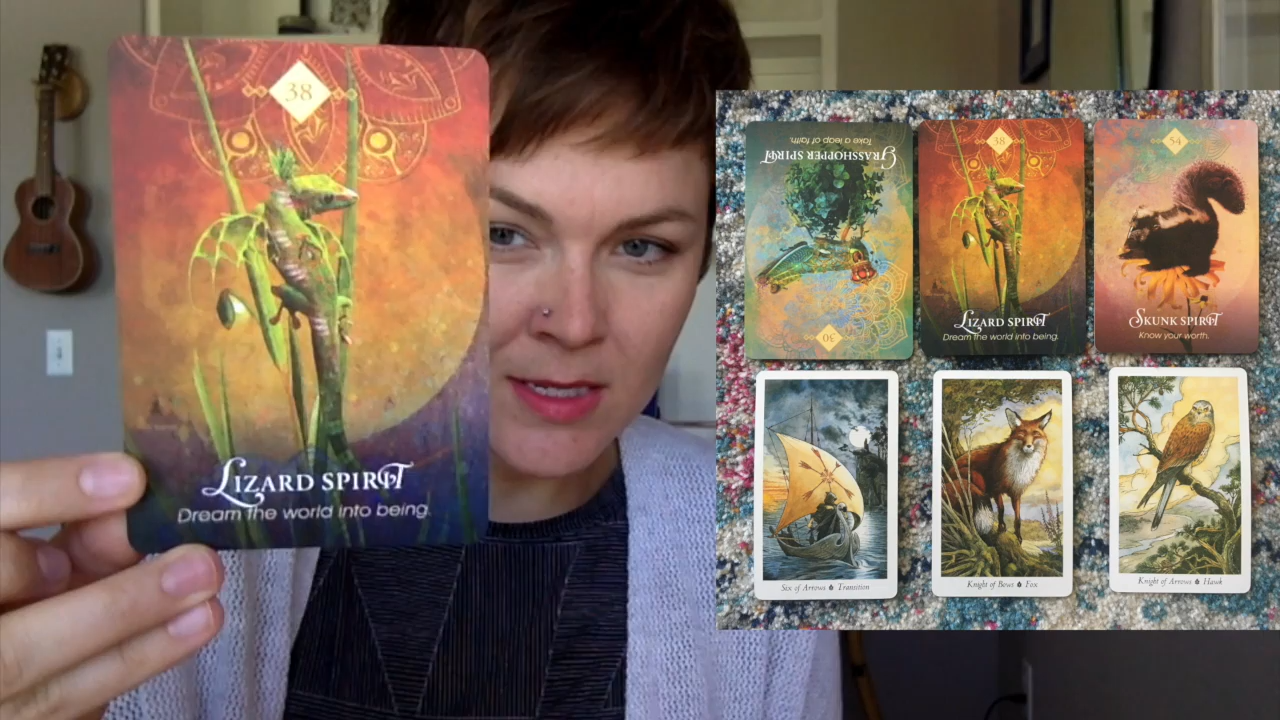 38
LIZARD SPIRIT
Dream the world into being.
GRASSHOPPER SPIRIT
Take a leap of faith.
30
38
LIZARD SPIRIT
Dream the world into being.
54
SKUNK SPIRIT
Know your worth.
Six of Arrows Transition
Knight of Bows Fox
Knight of Arrows Hawk